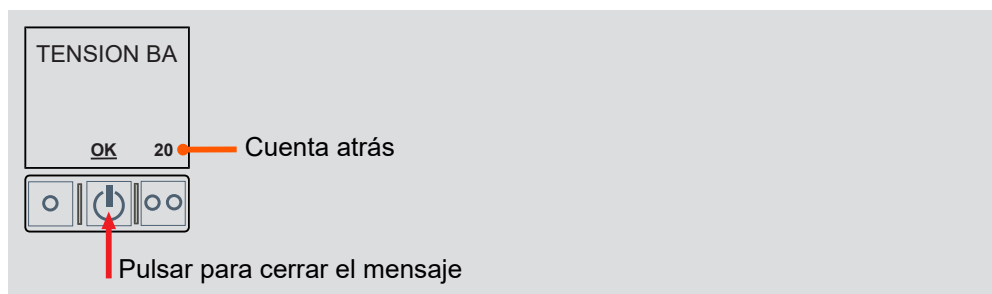 TENSION BA
OK 20
Cuenta atrás
Pulsar para cerrar el mensaje